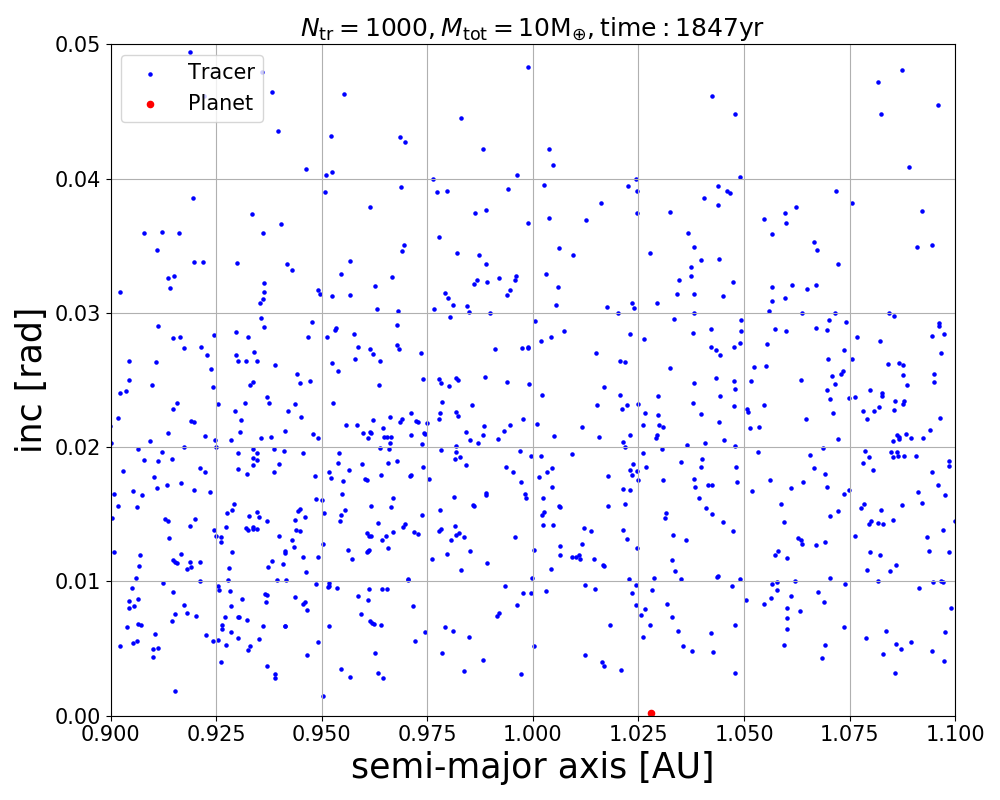 N_tr = 1000, M_tot = 10M_⊕, time : 1847yr
0.05
Tracer
Planet
0.04
0.03
inc [rad]
0.02
0.01
0.00
0.900 0.925 0.950 0.975 1.000 1.025 1.050 1.075 1.100
semi-major axis [AU]